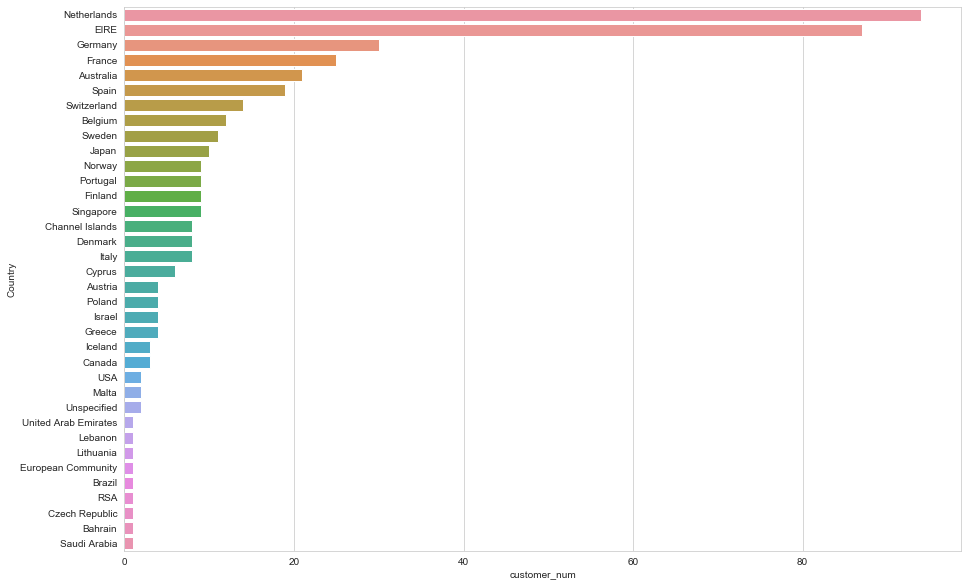 Netherlands
EIRE
Germany
France
Australia
Spain
Switzerland
Belgium
Sweden
Japan
Norway
Portugal
Finland
Singapore
Channel Islands
Denmark
Italy
Cyprus
Austria
Poland
Israel
Greece
Iceland
Canada
USA
Malta
Unspecified
United Arab Emirates
Lebanon
Lithuania
European Community
Brazil
RSA
Czech Republic
Bahrain
Saudi Arabia
Country
0 20 40 60 80
customer_num